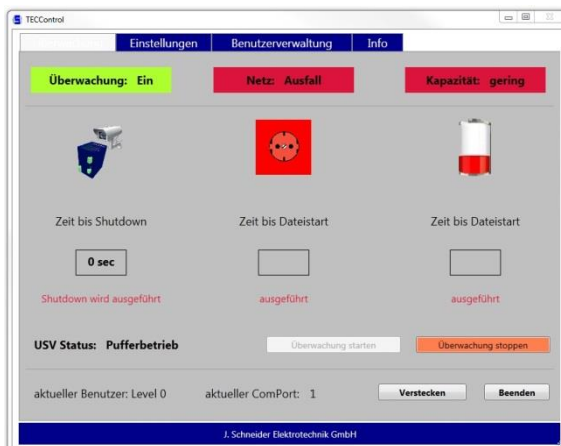 TECControl
Einstellungen Benutzerverwaltung Info
Überwachung: Ein Netz: Ausfall Kapazität: gering
Zeit bis Shutdown Zeit bis Dateistart Zeit bis Dateistart
0 sec
Shutdown wird ausgeführt ausgeführt ausgeführt
USV Status: Pufferbetrieb Überwachung starten Überwachung stoppen
aktueller Benutzer: Level 0 aktueller ComPort: 1 Verstecken Beenden
J. Schneider Elektrotechnik GmbH